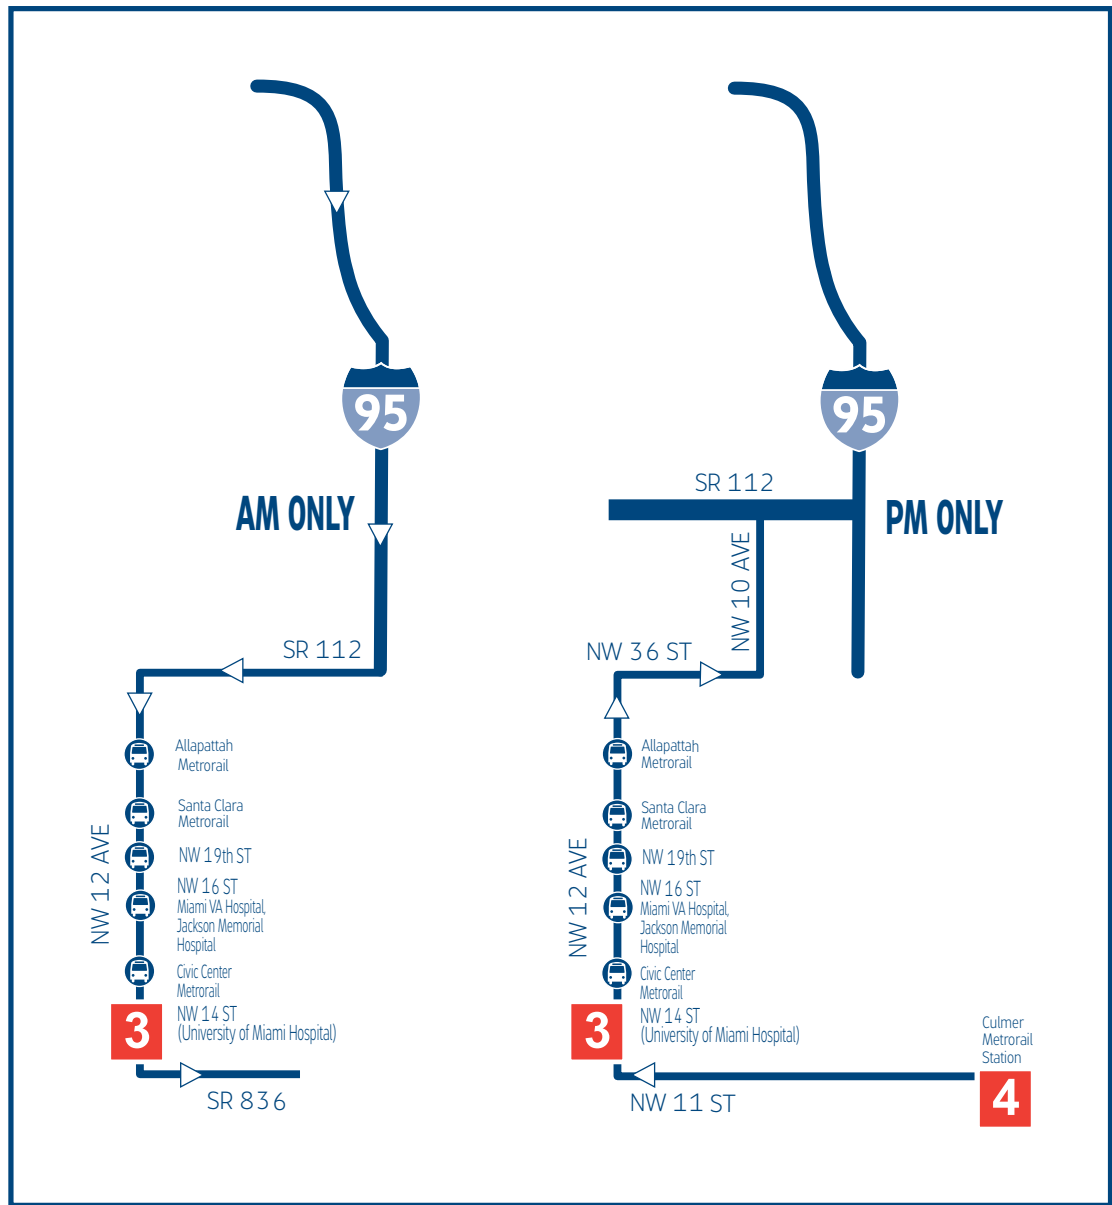 95
AM ONLY
SR 112
Allapattah
Metrorail
Santa Clara
Metrorail
NW 19th ST
NW 12 AVE
NW 16 ST
Miami VA Hospital,
Jackson Memorial
Hospital
Civic Center
Metrorail
3
NW 14 ST
(University of Miami Hospital)
SR 836
95
SR 112
PM ONLY
NW 10 AVE
NW 36 ST
Allapattah
Metrorail
Santa Clara
Metrorail
NW 19th ST
NW 12 AVE
NW 16 ST
Miami VA Hospital,
Jackson Memorial
Hospital
Civic Center
Metrorail
3
NW 14 ST
(University of Miami Hospital)
NW 11 ST
Culmer
Metrorail
Station
4